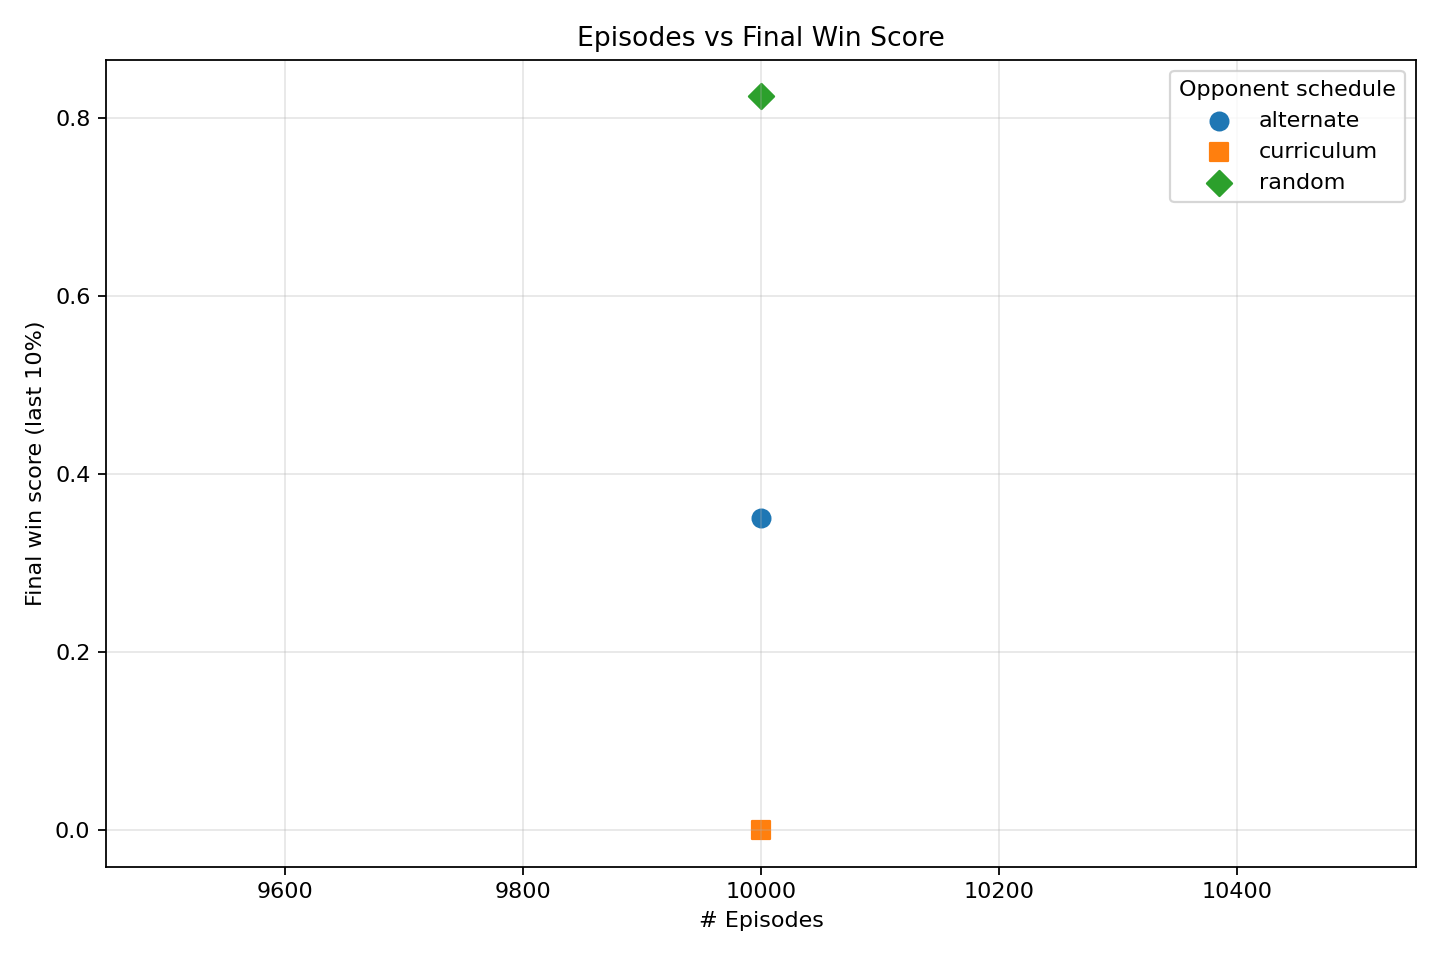 Episodes vs Final Win Score
Opponent schedule
alternate
curriculum
random
Final win score (last 10%)
0.8
0.6
0.4
0.2
0.0
9600
9800
10000
10200
10400
# Episodes